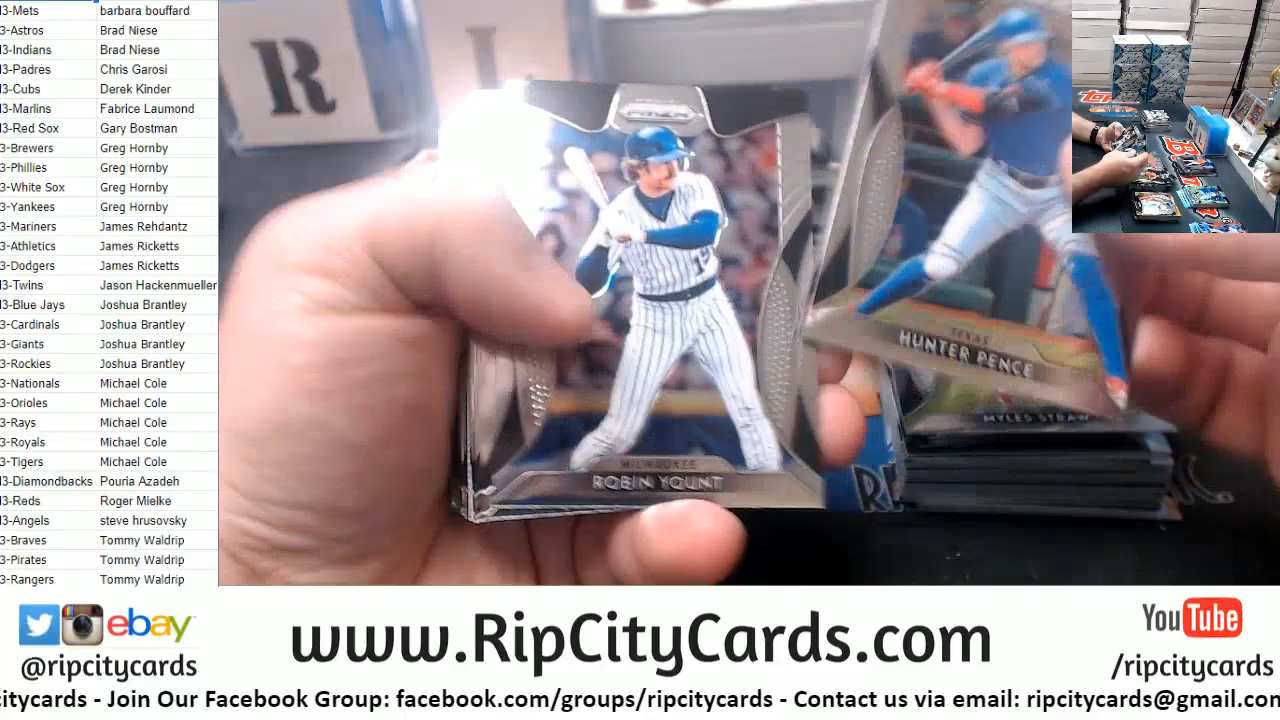 3-Mets barbara bouffard
3-Astros Brad Niese
3-Indians Brad Niese
3-Padres Chris Garosi
3-Cubs Derek Kinder
3-Marlins Fabrice Laumond
3-Red Sox Gary Bostman
3-Brewers Greg Hornby
3-Phillies Greg Hornby
3-White Sox Greg Hornby
3-Yankees Greg Hornby
3-Mariners James Rehdantz
3-Athletics James Ricketts
3-Dodgers James Ricketts
3-Twins Jason Hackenmueller
3-Blue Jays Joshua Brantley
3-Cardinals Joshua Brantley
3-Giants Joshua Brantley
3-Rockies Joshua Brantley
3-Nationals Michael Cole
3-Orioles Michael Cole
3-Rays Michael Cole
3-Royals Michael Cole
3-Tigers Michael Cole
3-Diamondbacks Pouria Azadeh
3-Reds Roger Mielke
3-Angels steve hrusovsky
3-Braves Tommy Waldrip
3-Pirates Tommy Waldrip
3-Rangers Tommy Waldrip
R
MILWAUKEE
ROBIN YOUNT
TEXAS
HUNTER PENCE
MYLES STRAW
topps
ebay
@ripcitycards
www.RipCityCards.com
YouTube
/ripcitycards
citycards - Join Our Facebook Group: facebook.com/groups/ripcitycards - Contact us via email: ripcitycards@gmail.com